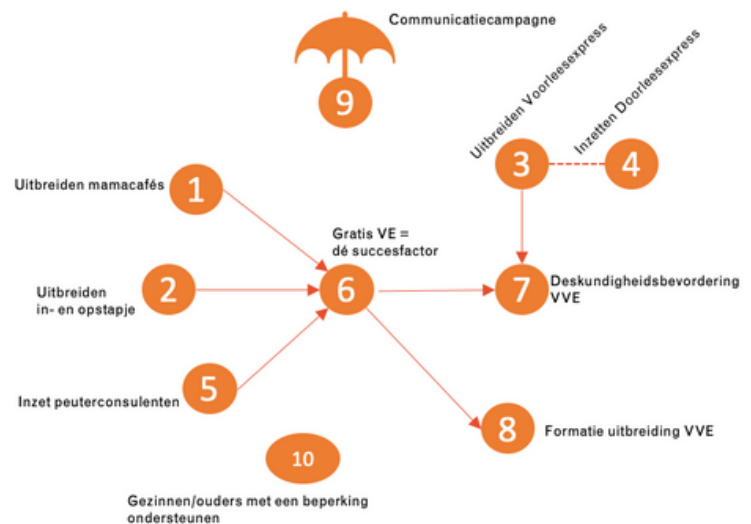 Communicatiecampagne
9
Uitbreiden Voorleesexpress
Inzetten Doorleesexpress
3
4
Uitbreiden mamacafés
1
Gratis VE =
dé succesfactor
Uitbreiden
in- en opstapje
2
6
7
Deskundigheidsbevordering
VVE
Inzet peuterconsulenten
5
8
Formatie uitbreiding VVE
10
Gezinnen/ouders met een beperking
ondersteunen